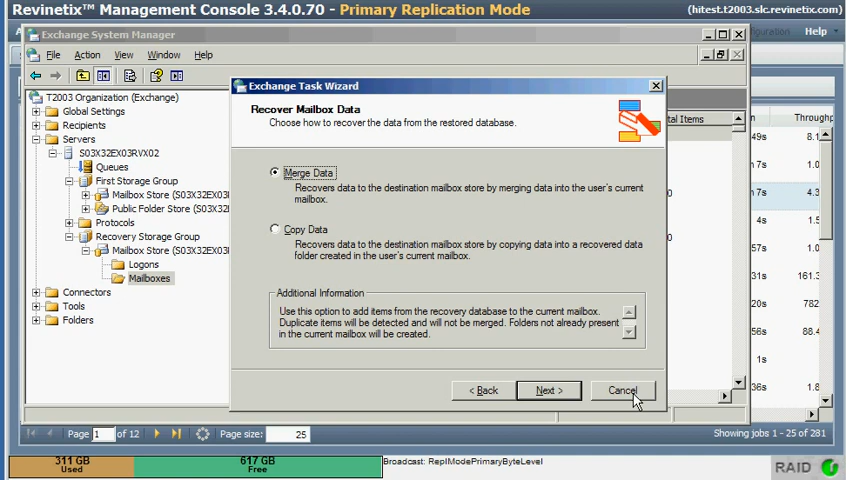 Revinetix™ Management Console 3.4.0.70 - Primary Replication Mode
(hitest.t2003.slc.revinetix.com)
Exchange System Manager
Help
File Action View Window Help
T2003 Organization (Exchange)
Global Settings
Recipients
Servers
S03X32EX03RVX02
Queues
First Storage Group
Mailbox Store (S03X32EX03
Public Folder Store (S03X32
Protocols
Recovery Storage Group
Mailbox Store (S03X32EX03
Logons
Mailboxes
Connectors
Tools
Folders
Exchange Task Wizard
Recover Mailbox Data
Choose how to recover the data from the restored database.
Merge Data
Recovers data to the destination mailbox store by merging data into the user's current
mailbox.
Copy Data
Recovers data to the destination mailbox store by copying data into a recovered data
folder created in the user's current mailbox.
Additional Information
Use this option to add items from the recovery database to the current mailbox.
Duplicate items will be detected and will not be merged. Folders not already present
in the current mailbox will be created.
< Back Next > Cancel
tal Items
n Throughp
49s 8.1
7s 1.0
7s 4.3
4s 1.5
57s 1.0
31s 161.3
20s 782
56s 88.4
1s
36s 1.8
Page 1 of 12 Page size: 25
Showing jobs 1 - 25 of 281
311 GB
Used
617 GB
Free
Broadcast: ReplModePrimaryByteLevel
RAID